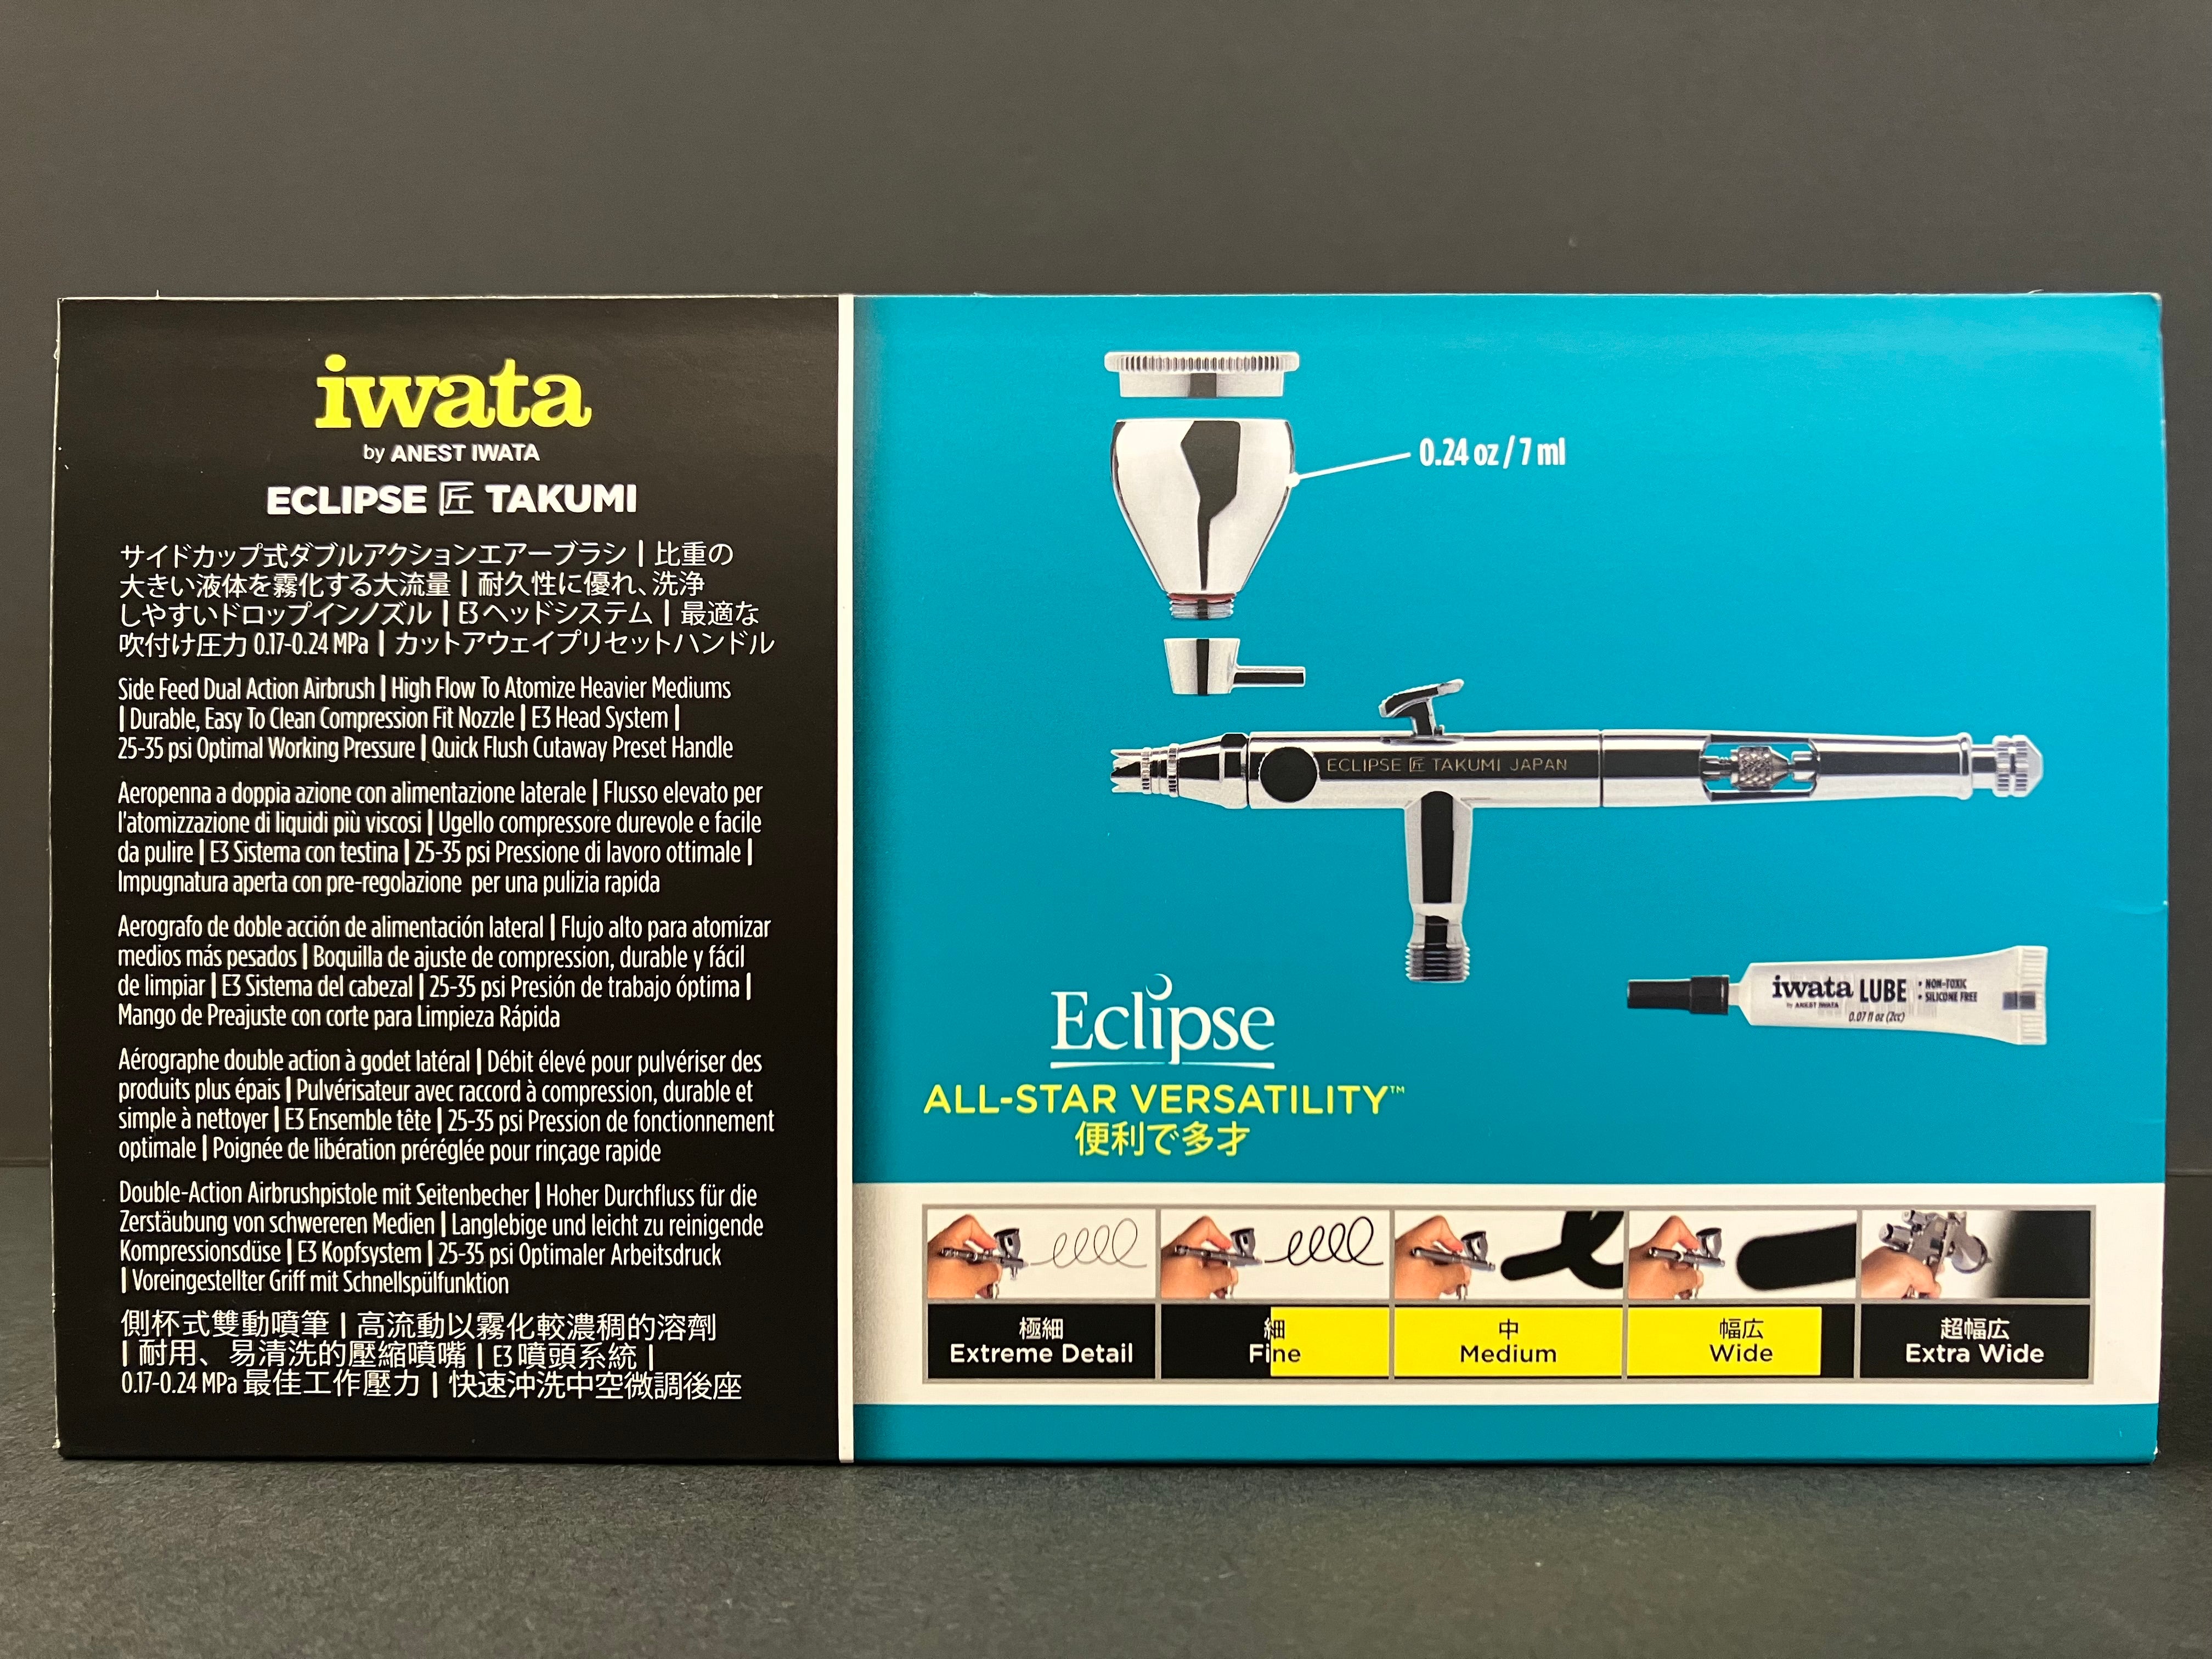 iwata
by ANEST IWATA
ECLIPSE 匠 TAKUMI
サイドカップ式ダブルアクションエアーブラシ | 比重の
大きい液体を霧化する大流量 | 耐久性に優れ、洗浄
しやすいドロップインノズル | E3ヘッドシステム | 最適な
吹付け圧力 0.17-0.24 MPa | カットアウェイプリセットハンドル
Side Feed Dual Action Airbrush | High Flow To Atomize Heavier Mediums
| Durable, Easy To Clean Compression Fit Nozzle | E3 Head System |
25-35 psi Optimal Working Pressure | Quick Flush Cutaway Preset Handle
Aeropenna a doppia azione con alimentazione laterale | Flusso elevato per
l'atomizzazione di liquidi più viscosi | Ugello compressore durevole e facile
da pulire | E3 Sistema con testina | 25-35 psi Pressione di lavoro ottimale |
Impugnatura aperta con pre-regolazione per una pulizia rapida
Aerografo de doble acción de alimentación lateral | Flujo alto para atomizar
medios más pesados | Boquilla de ajuste de compression, durable y fácil
de limpiar | E3 Sistema del cabezal | 25-35 psi Presión de trabajo óptima |
Mango de Preajuste con corte para Limpieza Rápida
Aérographe double action à godet latéral | Débit élevé pour pulvériser des
produits plus épais | Pulvérisateur avec raccord à compression, durable et
simple à nettoyer | E3 Ensemble tête | 25-35 psi Pression de fonctionnement
optimale | Poignée de libération préréglée pour rinçage rapide
Double-Action Airbrushpistole mit Seitenbecher | Hoher Durchfluss für die
Zerstäubung von schwereren Medien | Langlebige und leicht zu reinigende
Kompressionsdüse | E3 Kopfsystem | 25-35 psi Optimaler Arbeitsdruck
| Voreingestellter Griff mit Schnellspülfunktion
側杯式雙動噴筆 | 高流動以霧化較濃稠的溶劑
| 耐用、易清洗的壓縮噴嘴 | E3 噴頭系統 |
0.17-0.24 MPa 最佳工作壓力 | 快速沖洗中空微調後座
0.24 oz / 7 ml
ECLIPSE 匠 TAKUMI JAPAN
iwata LUBE
by ANEST IWATA
• NON-TOXIC
• SILICONE FREE
0.07 fl oz (2cc)
Eclipse
ALL-STAR VERSATILITY™
便利で多才
極細
Extreme Detail
細
Fine
中
Medium
幅広
Wide
超幅広
Extra Wide